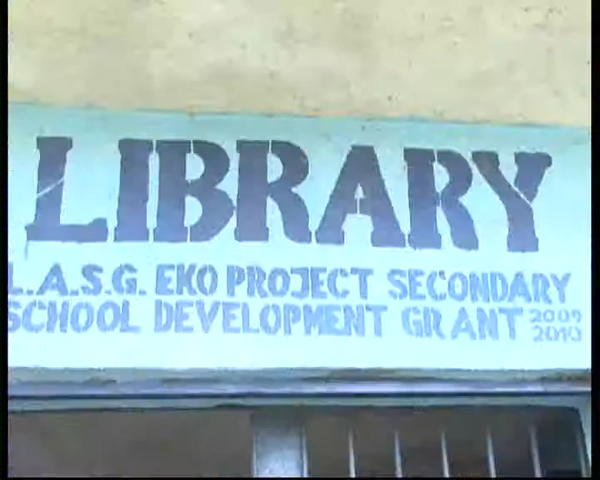 LIBRARY
L.A.S.G. EKO PROJECT SECONDARY
SCHOOL DEVELOPMENT GRANT 2009
2010